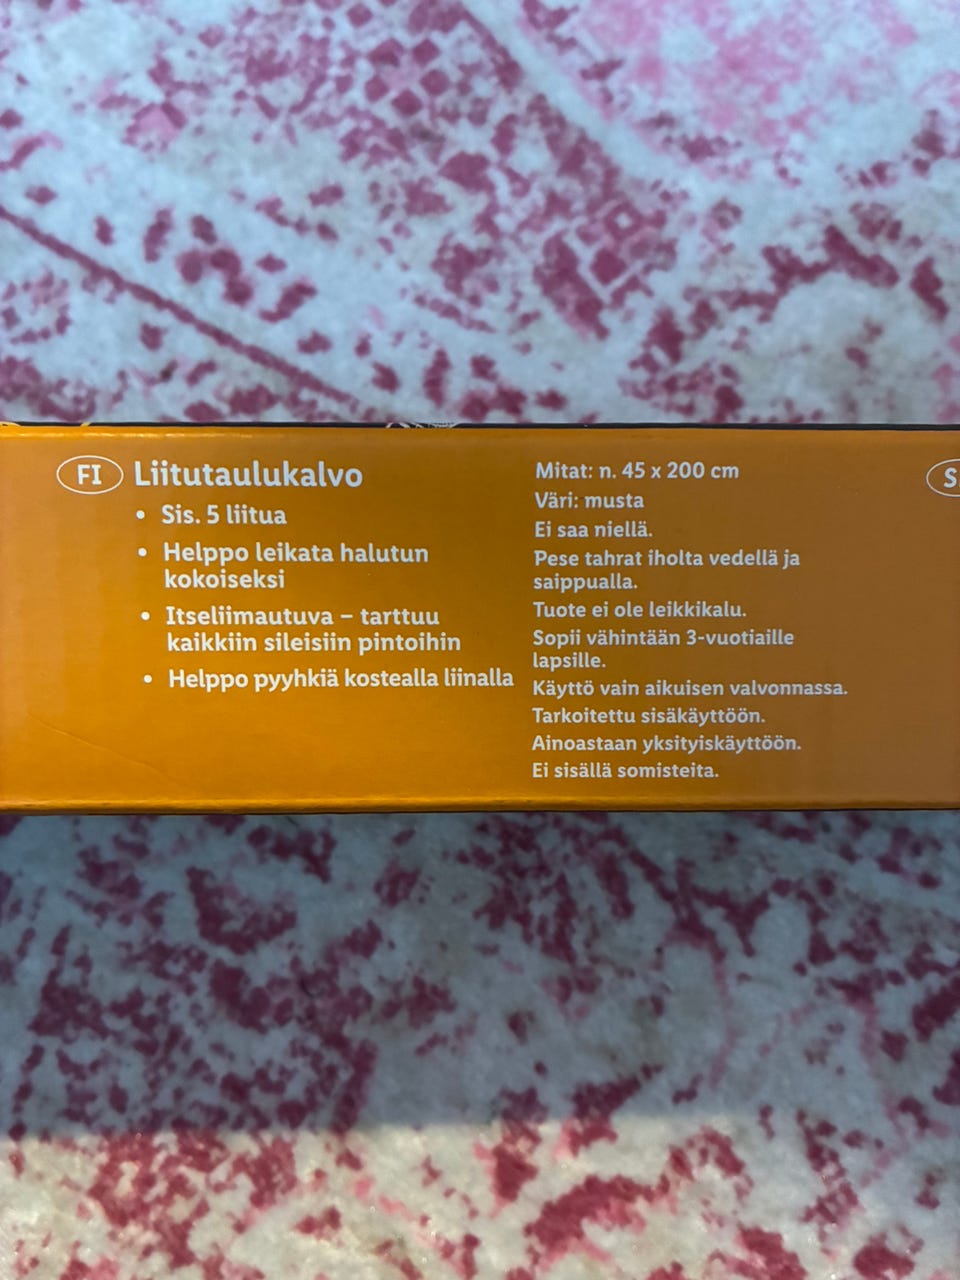 FI Liitutaulukalvo
• Sis. 5 liitua
• Helppo leikata halutun
kokoiseksi
• Itseliimautuva – tarttuu
kaikkiin sileisiin pintoihin
• Helppo pyyhkiä kostealla liinalla
Mitat: n. 45 x 200 cm
Väri: musta
Ei saa niellä.
Pese tahrat iholta vedellä ja
saippualla.
Tuote ei ole leikkikalu.
Sopii vähintään 3-vuotiaille
lapsille.
Käyttö vain aikuisen valvonnassa.
Tarkoitettu sisäkäyttöön.
Ainoastaan yksityiskäyttöön.
Ei sisällä somisteita.